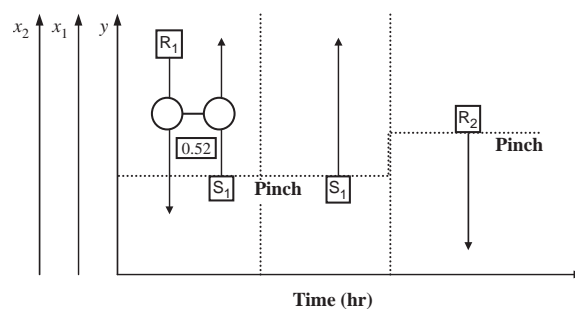 x2 x1 y
R1
0.52
S1 Pinch S1
R2
Pinch
Time (hr)